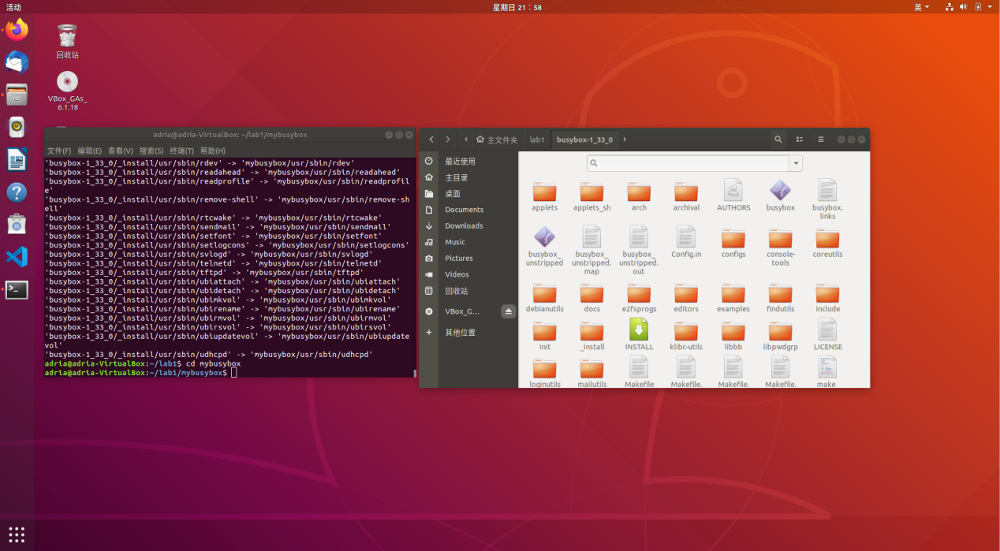 活动
星期日 21：58
英
回收站
VBox_GAs_
6.1.18
adria@adria-VirtualBox: ~/lab1/mybusybox
文件(F) 编辑(E) 查看(V) 搜索(S) 终端(T) 帮助(H)
'busybox-1_33_0/_install/usr/sbin/rdev' -> 'mybusybox/usr/sbin/rdev'
'busybox-1_33_0/_install/usr/sbin/readahead' -> 'mybusybox/usr/sbin/readahead'
'busybox-1_33_0/_install/usr/sbin/readprofile' -> 'mybusybox/usr/sbin/readprofil
e'
'busybox-1_33_0/_install/usr/sbin/remove-shell' -> 'mybusybox/usr/sbin/remove-sh
ell'
'busybox-1_33_0/_install/usr/sbin/rtcwake' -> 'mybusybox/usr/sbin/rtcwake'
'busybox-1_33_0/_install/usr/sbin/sendmail' -> 'mybusybox/usr/sbin/sendmail'
'busybox-1_33_0/_install/usr/sbin/setfont' -> 'mybusybox/usr/sbin/setfont'
'busybox-1_33_0/_install/usr/sbin/setlogcons' -> 'mybusybox/usr/sbin/setlogcons'
'busybox-1_33_0/_install/usr/sbin/svlogd' -> 'mybusybox/usr/sbin/svlogd'
'busybox-1_33_0/_install/usr/sbin/telnetd' -> 'mybusybox/usr/sbin/telnetd'
'busybox-1_33_0/_install/usr/sbin/tftpd' -> 'mybusybox/usr/sbin/tftpd'
'busybox-1_33_0/_install/usr/sbin/ubiattach' -> 'mybusybox/usr/sbin/ubiattach'
'busybox-1_33_0/_install/usr/sbin/ubidetach' -> 'mybusybox/usr/sbin/ubidetach'
'busybox-1_33_0/_install/usr/sbin/ubimkvol' -> 'mybusybox/usr/sbin/ubimkvol'
'busybox-1_33_0/_install/usr/sbin/ubirename' -> 'mybusybox/usr/sbin/ubirename'
'busybox-1_33_0/_install/usr/sbin/ubirmvol' -> 'mybusybox/usr/sbin/ubirmvol'
'busybox-1_33_0/_install/usr/sbin/ubirsvol' -> 'mybusybox/usr/sbin/ubirsvol'
'busybox-1_33_0/_install/usr/sbin/ubiupdatevol' -> 'mybusybox/usr/sbin/ubiupdate
vol'
'busybox-1_33_0/_install/usr/sbin/udhcpd' -> 'mybusybox/usr/sbin/udhcpd'
adria@adria-VirtualBox:~/lab1$ cd mybusybox
adria@adria-VirtualBox:~/lab1/mybusybox$
主文件夹 lab1 busybox-1_33_0
最近使用
主目录
桌面
Documents
Downloads
Music
Pictures
Videos
回收站
VBox_G...
其他位置
applets applets_sh arch archival AUTHORS busybox busybox.
links
busybox_ busybox_ busybox_ Config.in configs console- coreutils
unstripped unstripped. unstripped. tools
map out
debianutils docs e2fsprogs editors examples findutils include
init _install INSTALL klibc-utils libbb libpwdgrp LICENSE
loginutils mailutils Makefile Makefile. Makefile. Makefile. make